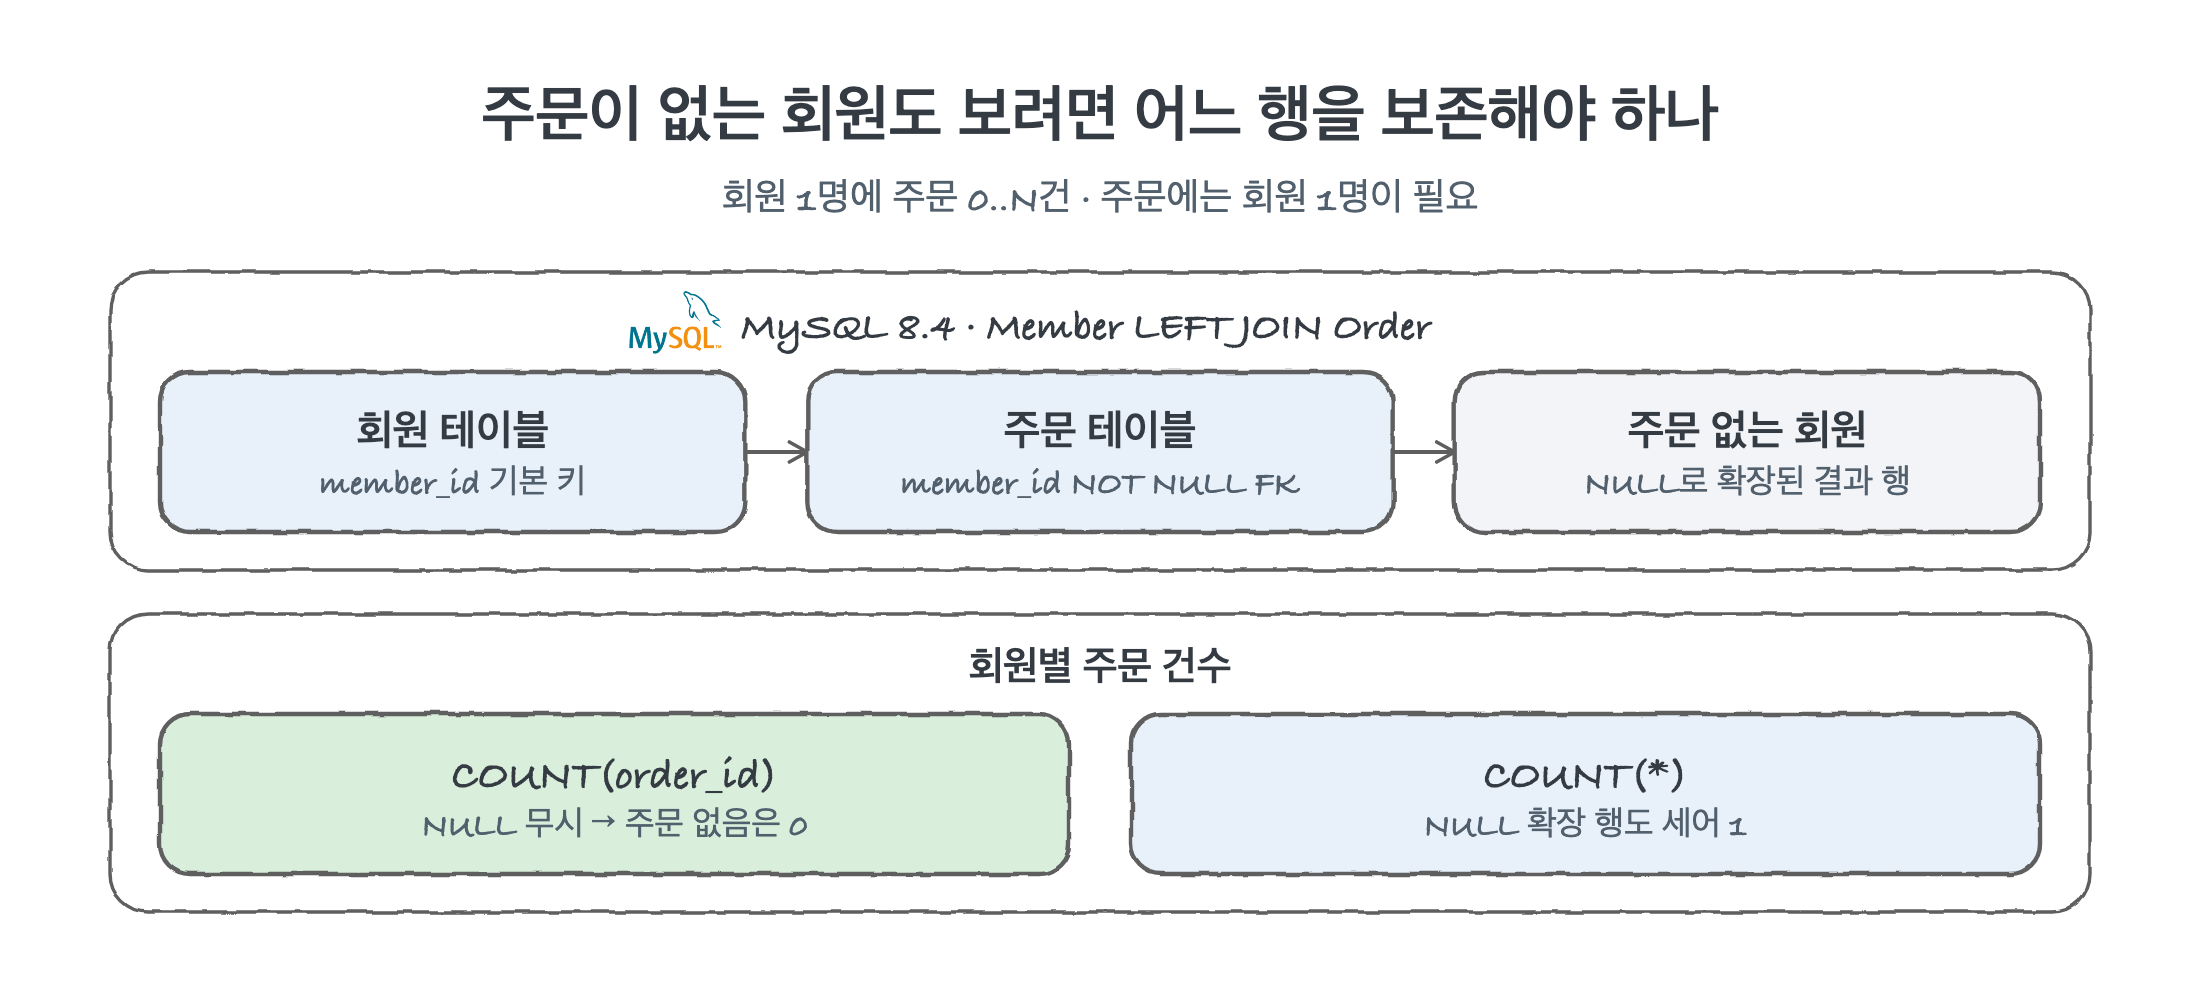 주문이 없는 회원도 보려면 어느 행을 보존해야 하나
회원 1명에 주문 0..N건 · 주문에는 회원 1명이 필요
MySQL™ MySQL 8.4 · Member LEFT JOIN Order
회원 테이블
member_id 기본 키
주문 테이블
member_id NOT NULL FK
주문 없는 회원
NULL로 확장된 결과 행
회원별 주문 건수
COUNT(order_id)
NULL 무시 → 주문 없음은 0
COUNT(*)
NULL 확장 행도 세어 1